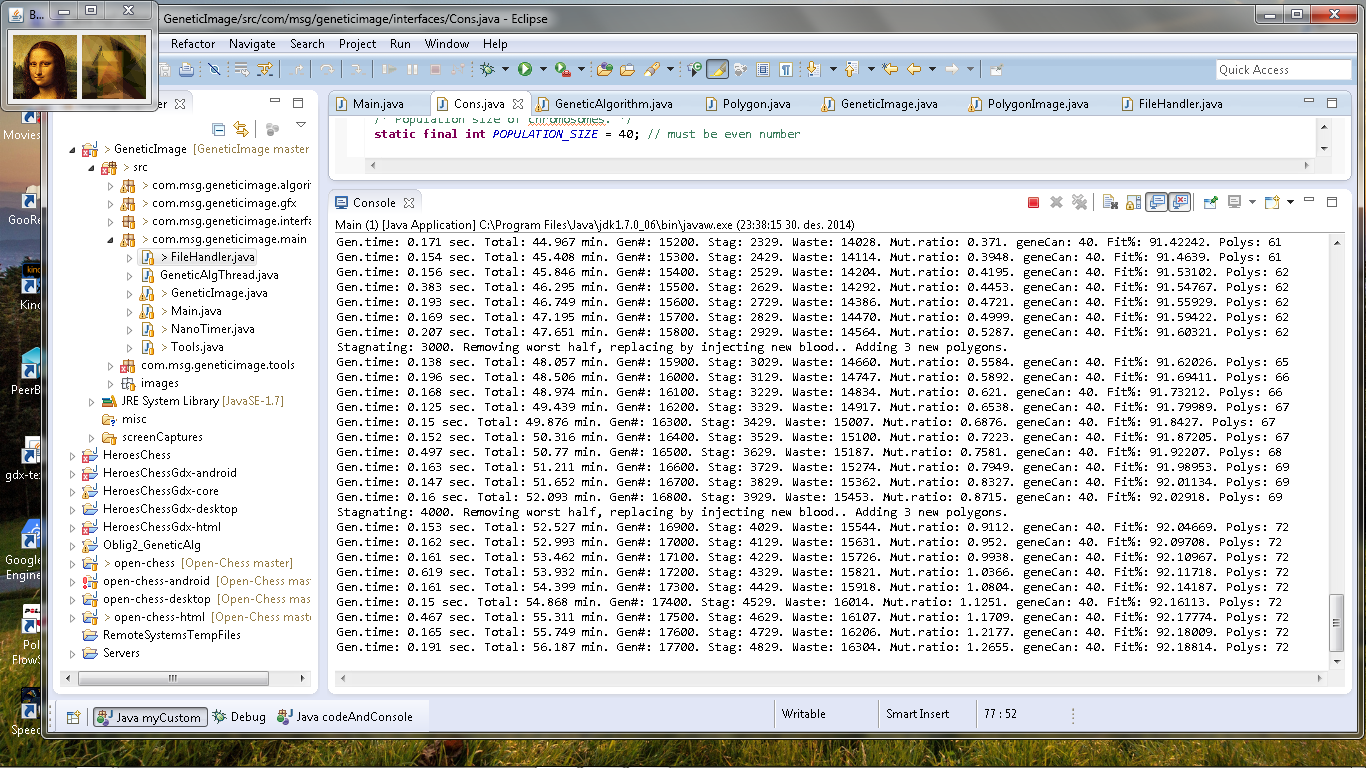 B...
GeneticImage/src/com/msg/geneticimage/interfaces/Cons.java - Eclipse
Refactor Navigate Search Project Run Window Help
Quick Access
Main.java Cons.java GeneticAlgorithm.java Polygon.java GeneticImage.java PolygonImage.java FileHandler.java
/* Population size of chromosomes. */
static final int POPULATION_SIZE = 40; // must be even number
Movies
GooRe
Kind
PeerB
gdx-te
Google
Engine
Pol
FlowS
Speed
GeneticImage [GeneticImage master
> src
> com.msg.geneticimage.algori
> com.msg.geneticimage.gfx
> com.msg.geneticimage.interfa
> com.msg.geneticimage.main
> FileHandler.java
GeneticAlgThread.java
> GeneticImage.java
> Main.java
> NanoTimer.java
> Tools.java
com.msg.geneticimage.tools
images
JRE System Library [JavaSE-1.7]
misc
screenCaptures
HeroesChess
HeroesChessGdx-android
HeroesChessGdx-core
HeroesChessGdx-desktop
HeroesChessGdx-html
Oblig2_GeneticAlg
> open-chess [Open-Chess master]
open-chess-android [Open-Chess mas
open-chess-desktop [Open-Chess mas
> open-chess-html [Open-Chess maste
RemoteSystemsTempFiles
Servers
Console
Main (1) [Java Application] C:\Program Files\Java\jdk1.7.0_06\bin\javaw.exe (23:38:15 30. des. 2014)
Gen.time: 0.171 sec. Total: 44.967 min. Gen#: 15200. Stag: 2329. Waste: 14028. Mut.ratio: 0.371. geneCan: 40. Fit%: 91.42242. Polys: 61
Gen.time: 0.154 sec. Total: 45.408 min. Gen#: 15300. Stag: 2429. Waste: 14114. Mut.ratio: 0.3948. geneCan: 40. Fit%: 91.4639. Polys: 61
Gen.time: 0.156 sec. Total: 45.846 min. Gen#: 15400. Stag: 2529. Waste: 14204. Mut.ratio: 0.4195. geneCan: 40. Fit%: 91.53102. Polys: 62
Gen.time: 0.383 sec. Total: 46.295 min. Gen#: 15500. Stag: 2629. Waste: 14292. Mut.ratio: 0.4453. geneCan: 40. Fit%: 91.54767. Polys: 62
Gen.time: 0.193 sec. Total: 46.749 min. Gen#: 15600. Stag: 2729. Waste: 14386. Mut.ratio: 0.4721. geneCan: 40. Fit%: 91.55929. Polys: 62
Gen.time: 0.169 sec. Total: 47.195 min. Gen#: 15700. Stag: 2829. Waste: 14470. Mut.ratio: 0.4999. geneCan: 40. Fit%: 91.59422. Polys: 62
Gen.time: 0.207 sec. Total: 47.651 min. Gen#: 15800. Stag: 2929. Waste: 14564. Mut.ratio: 0.5287. geneCan: 40. Fit%: 91.60321. Polys: 62
Stagnating: 3000. Removing worst half, replacing by injecting new blood.. Adding 3 new polygons.
Gen.time: 0.138 sec. Total: 48.057 min. Gen#: 15900. Stag: 3029. Waste: 14660. Mut.ratio: 0.5584. geneCan: 40. Fit%: 91.62026. Polys: 65
Gen.time: 0.196 sec. Total: 48.506 min. Gen#: 16000. Stag: 3129. Waste: 14747. Mut.ratio: 0.5892. geneCan: 40. Fit%: 91.69411. Polys: 66
Gen.time: 0.168 sec. Total: 48.974 min. Gen#: 16100. Stag: 3229. Waste: 14834. Mut.ratio: 0.621. geneCan: 40. Fit%: 91.73212. Polys: 66
Gen.time: 0.125 sec. Total: 49.439 min. Gen#: 16200. Stag: 3329. Waste: 14917. Mut.ratio: 0.6538. geneCan: 40. Fit%: 91.79989. Polys: 67
Gen.time: 0.15 sec. Total: 49.876 min. Gen#: 16300. Stag: 3429. Waste: 15007. Mut.ratio: 0.6876. geneCan: 40. Fit%: 91.8427. Polys: 67
Gen.time: 0.152 sec. Total: 50.316 min. Gen#: 16400. Stag: 3529. Waste: 15100. Mut.ratio: 0.7223. geneCan: 40. Fit%: 91.87205. Polys: 67
Gen.time: 0.497 sec. Total: 50.77 min. Gen#: 16500. Stag: 3629. Waste: 15187. Mut.ratio: 0.7581. geneCan: 40. Fit%: 91.92207. Polys: 68
Gen.time: 0.163 sec. Total: 51.211 min. Gen#: 16600. Stag: 3729. Waste: 15274. Mut.ratio: 0.7949. geneCan: 40. Fit%: 91.98953. Polys: 69
Gen.time: 0.147 sec. Total: 51.652 min. Gen#: 16700. Stag: 3829. Waste: 15362. Mut.ratio: 0.8327. geneCan: 40. Fit%: 92.01134. Polys: 69
Gen.time: 0.16 sec. Total: 52.093 min. Gen#: 16800. Stag: 3929. Waste: 15453. Mut.ratio: 0.8715. geneCan: 40. Fit%: 92.02918. Polys: 69
Stagnating: 4000. Removing worst half, replacing by injecting new blood.. Adding 3 new polygons.
Gen.time: 0.153 sec. Total: 52.527 min. Gen#: 16900. Stag: 4029. Waste: 15544. Mut.ratio: 0.9112. geneCan: 40. Fit%: 92.04669. Polys: 72
Gen.time: 0.162 sec. Total: 52.993 min. Gen#: 17000. Stag: 4129. Waste: 15631. Mut.ratio: 0.952. geneCan: 40. Fit%: 92.09708. Polys: 72
Gen.time: 0.161 sec. Total: 53.462 min. Gen#: 17100. Stag: 4229. Waste: 15726. Mut.ratio: 0.9938. geneCan: 40. Fit%: 92.10967. Polys: 72
Gen.time: 0.619 sec. Total: 53.932 min. Gen#: 17200. Stag: 4329. Waste: 15821. Mut.ratio: 1.0366. geneCan: 40. Fit%: 92.11718. Polys: 72
Gen.time: 0.161 sec. Total: 54.399 min. Gen#: 17300. Stag: 4429. Waste: 15918. Mut.ratio: 1.0804. geneCan: 40. Fit%: 92.14187. Polys: 72
Gen.time: 0.15 sec. Total: 54.868 min. Gen#: 17400. Stag: 4529. Waste: 16014. Mut.ratio: 1.1251. geneCan: 40. Fit%: 92.16113. Polys: 72
Gen.time: 0.467 sec. Total: 55.311 min. Gen#: 17500. Stag: 4629. Waste: 16107. Mut.ratio: 1.1709. geneCan: 40. Fit%: 92.17774. Polys: 72
Gen.time: 0.165 sec. Total: 55.749 min. Gen#: 17600. Stag: 4729. Waste: 16206. Mut.ratio: 1.2177. geneCan: 40. Fit%: 92.18009. Polys: 72
Gen.time: 0.191 sec. Total: 56.187 min. Gen#: 17700. Stag: 4829. Waste: 16304. Mut.ratio: 1.2655. geneCan: 40. Fit%: 92.18814. Polys: 72
Java myCustom Debug Java codeAndConsole
Writable Smart Insert 77 : 52